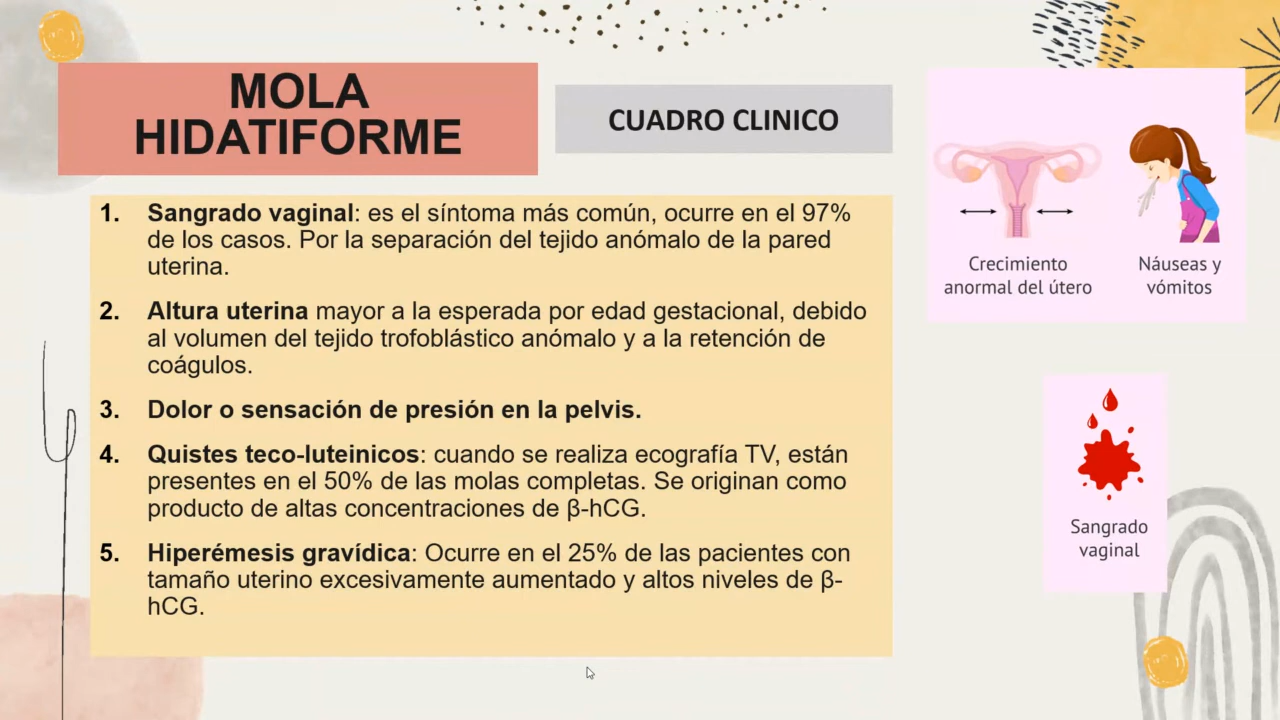 MOLA
HIDATIFORME
CUADRO CLINICO
1. Sangrado vaginal: es el síntoma más común, ocurre en el 97%
de los casos. Por la separación del tejido anómalo de la pared
uterina.
2. Altura uterina mayor a la esperada por edad gestacional, debido
al volumen del tejido trofoblástico anómalo y a la retención de
coágulos.
3. Dolor o sensación de presión en la pelvis.
4. Quistes teco-luteinicos: cuando se realiza ecografía TV, están
presentes en el 50% de las molas completas. Se originan como
producto de altas concentraciones de β-hCG.
5. Hiperémesis gravídica: Ocurre en el 25% de las pacientes con
tamaño uterino excesivamente aumentado y altos niveles de β-
hCG.
Crecimiento
anormal del útero
Náuseas y
vómitos
Sangrado
vaginal